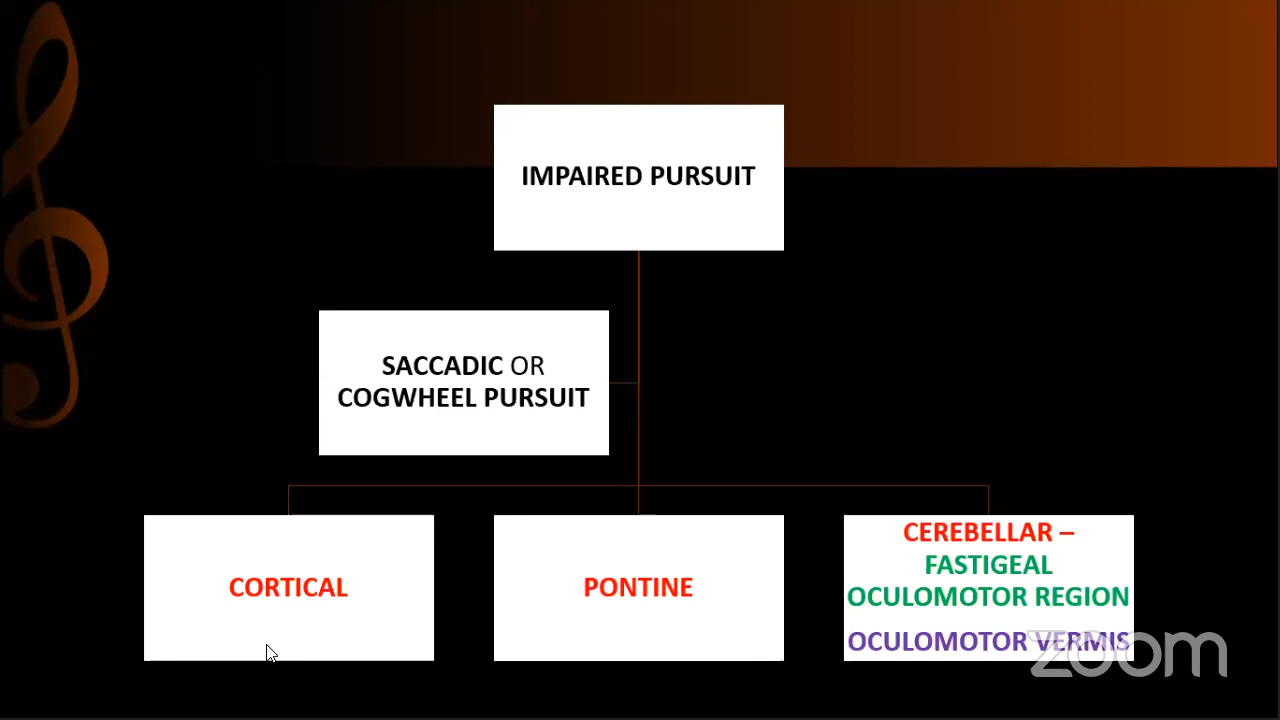 IMPAIRED PURSUIT
SACCADIC OR
COGWHEEL PURSUIT
CORTICAL
PONTINE
CEREBELLAR –
FASTIGEAL
OCULOMOTOR REGION
OCULOMOTOR VERMIS
zoom